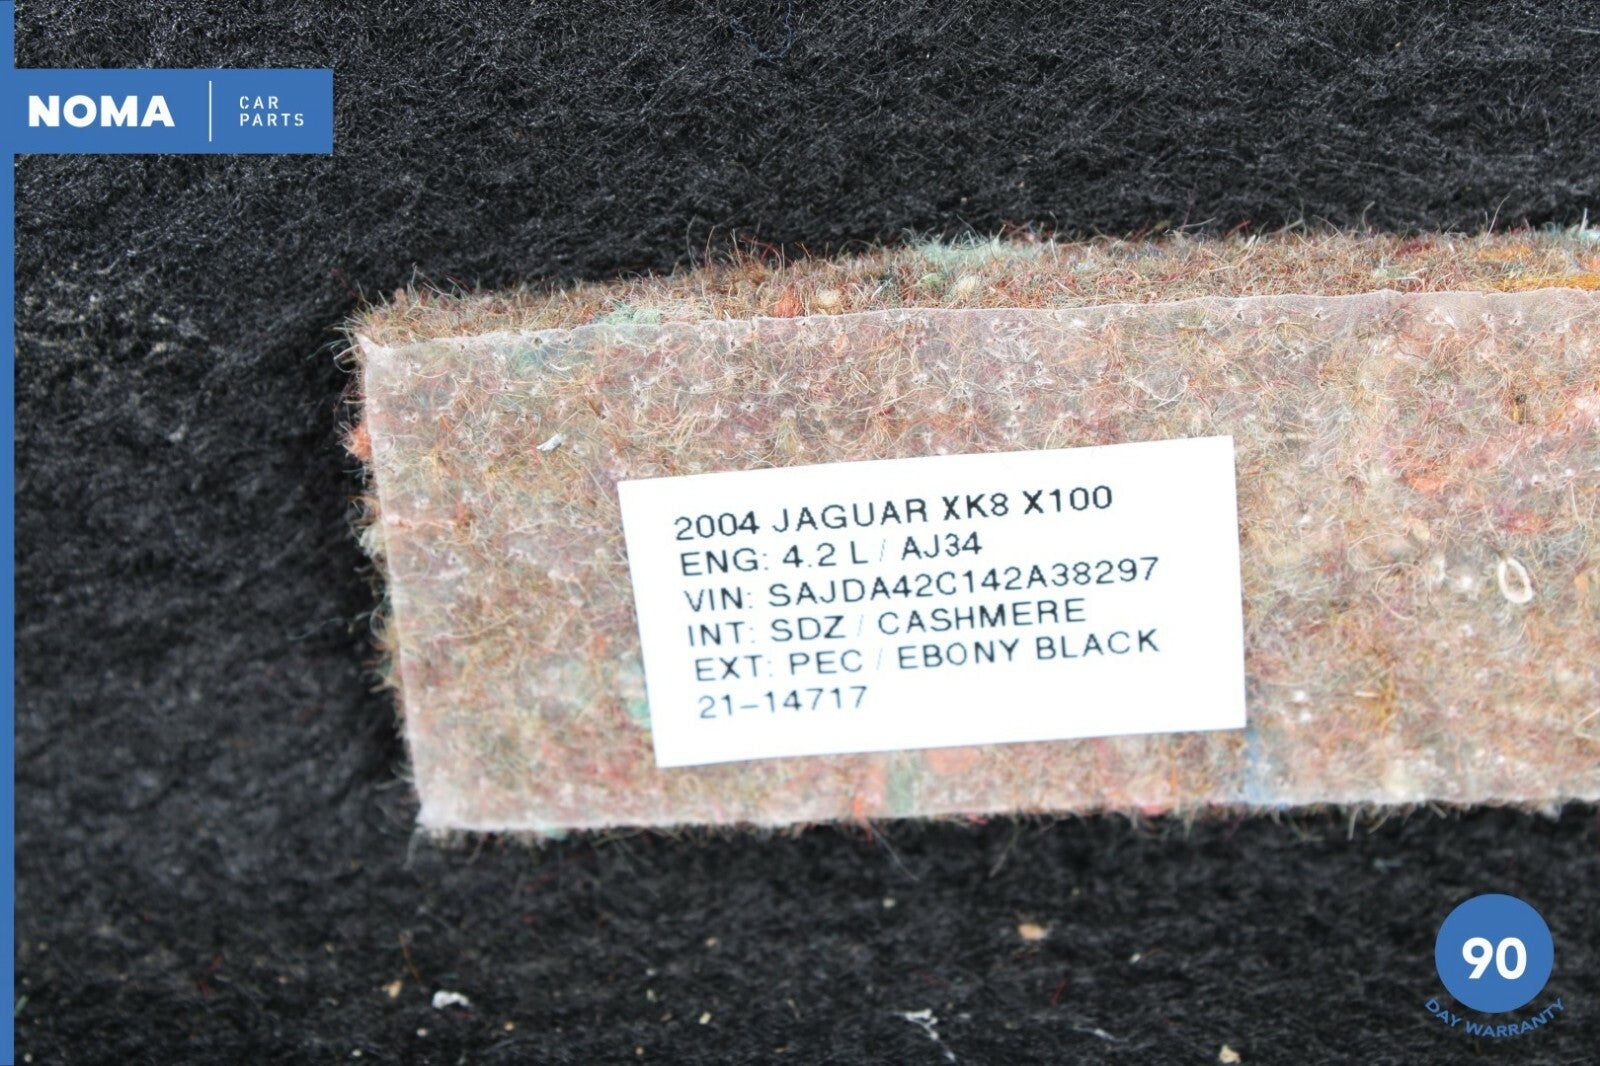 NOMA
CAR
PARTS
2004 JAGUAR XK8 X100
ENG: 4.2 L / AJ34
VIN: SAJDA42C142A38297
INT: SDZ / CASHMERE
EXT: PEC / EBONY BLACK
21-14717
90
DAY WARRANTY